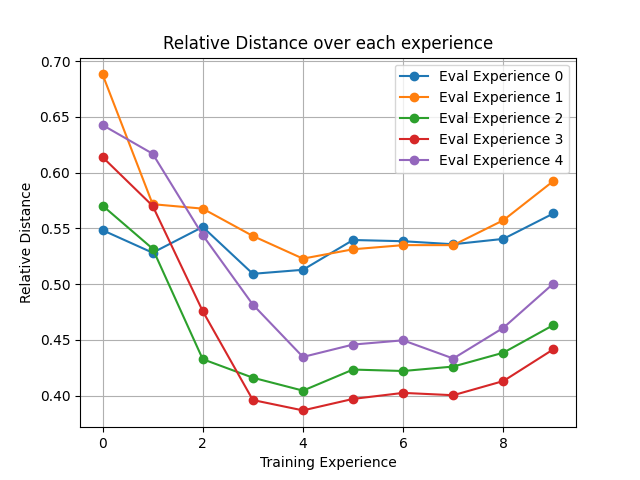 Relative Distance over each experience
Eval Experience 0
Eval Experience 1
Eval Experience 2
Eval Experience 3
Eval Experience 4
Relative Distance
0.70
0.65
0.60
0.55
0.50
0.45
0.40
0 2 4 6 8
Training Experience